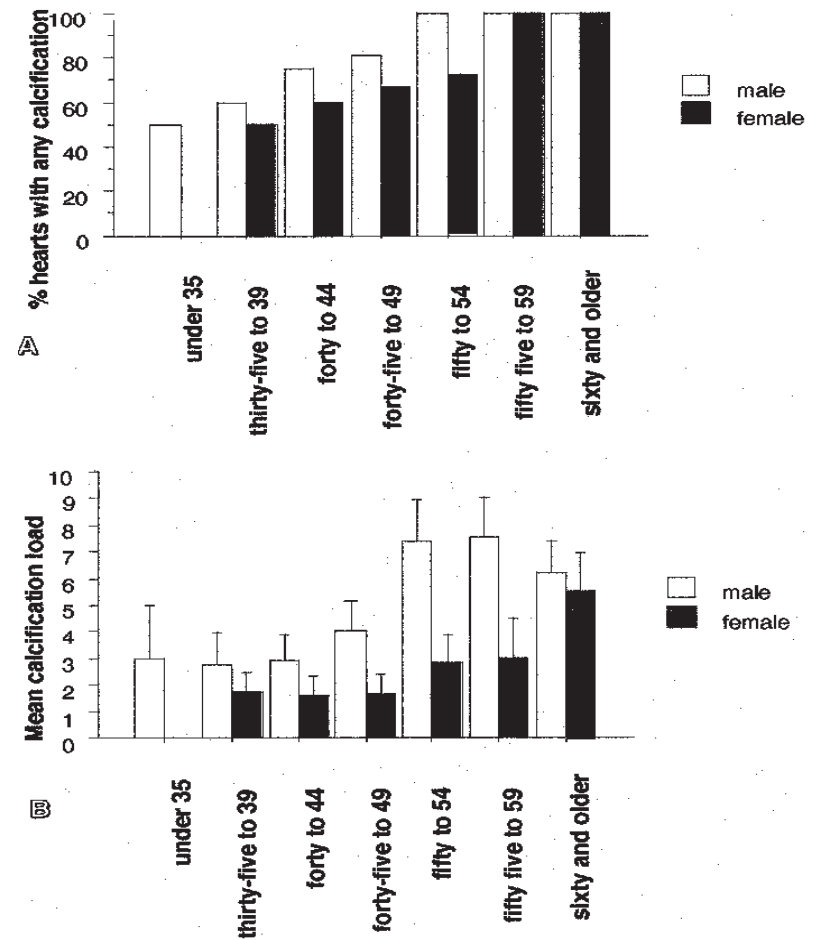 % hearts with any calcification
100
80
60
40
20
0
male
female
A
under 35
thirty-five to 39
forty to 44
forty-five to 49
fifty to 54
fifty five to 59
sixty and older
Mean calcification load
10
9
8
7
6
5
4
3
2
1
0
male
female
B
under 35
thirty-five to 39
forty to 44
forty-five to 49
fifty to 54
fifty five to 59
sixty and older